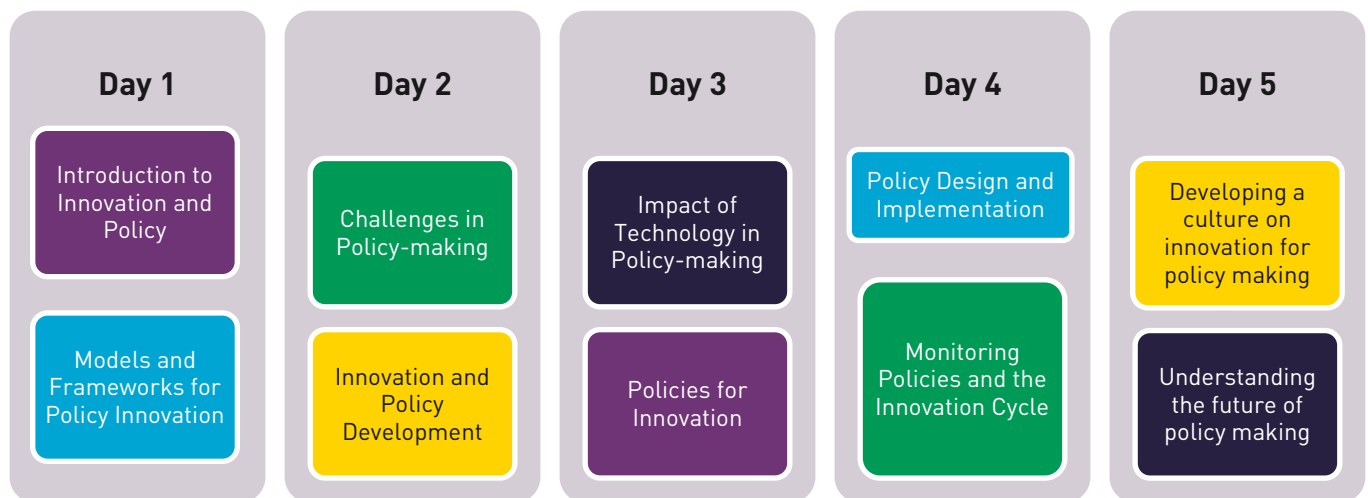 Day 1
Introduction to
Innovation and
Policy
Models and
Frameworks for
Policy Innovation
Day 2
Challenges in
Policy-making
Innovation and
Policy
Development
Day 3
Impact of
Technology in
Policy-making
Policies for
Innovation
Day 4
Policy Design and
Implementation
Monitoring
Policies and the
Innovation Cycle
Day 5
Developing a
culture on
innovation for
policy making
Understanding
the future of
policy making